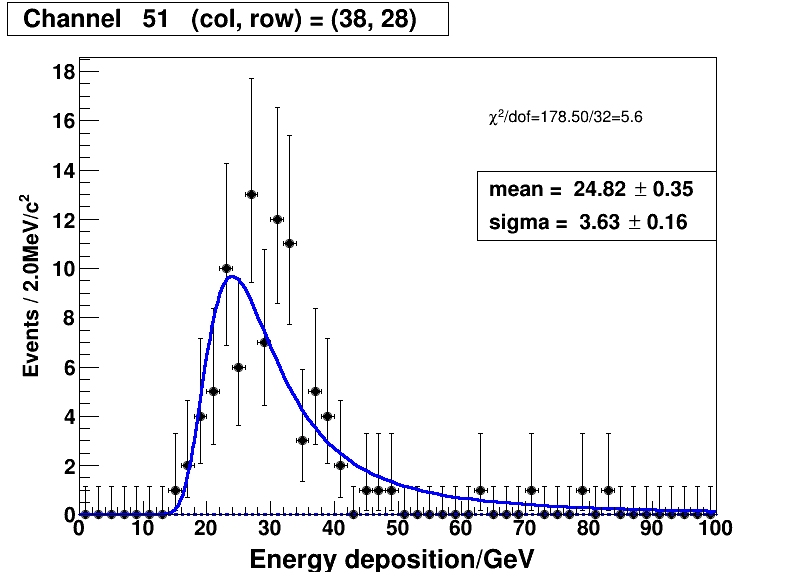 Channel 51 (col, row) = (38, 28)
χ²/dof=178.50/32=5.6
mean = 24.82 ± 0.35
sigma = 3.63 ± 0.16
Events / 2.0MeV/c²
18
16
14
12
10
8
6
4
2
0
0 10 20 30 40 50 60 70 80 90 100
Energy deposition/GeV